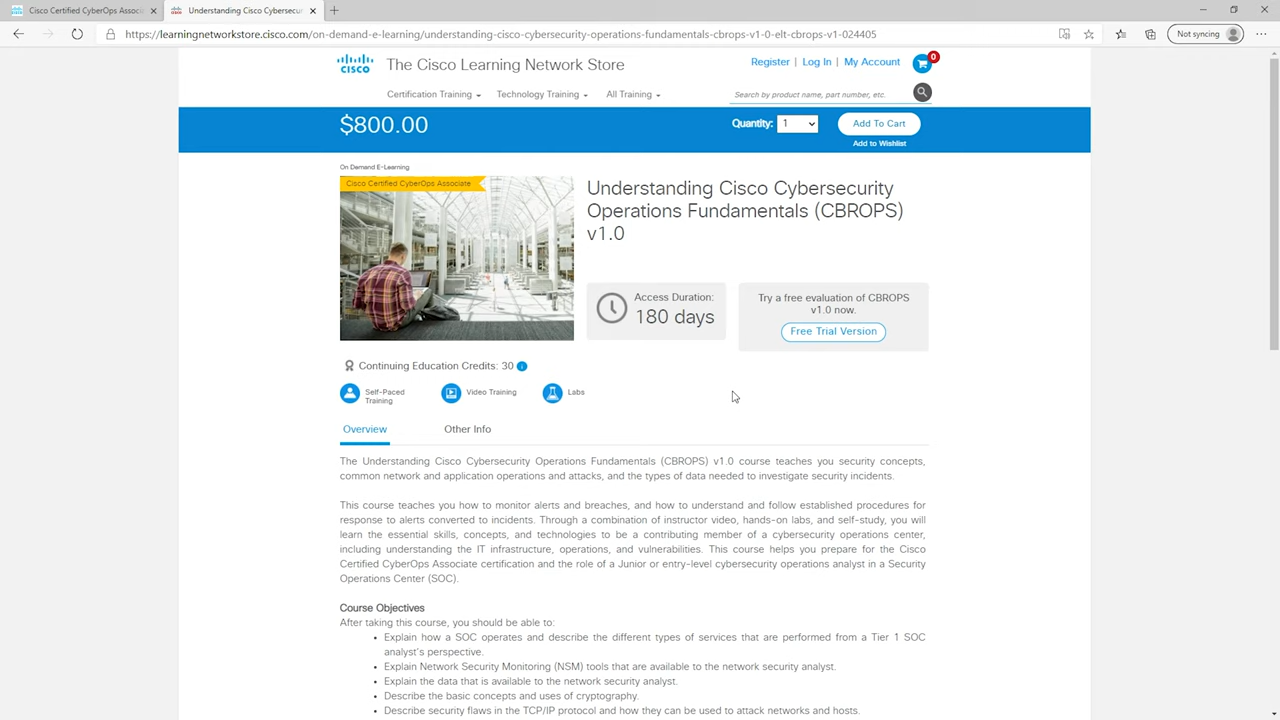 Cisco Certified CyberOps Associa
Understanding Cisco Cybersecur
https://learningnetworkstore.cisco.com/on-demand-e-learning/understanding-cisco-cybersecurity-operations-fundamentals-cbrops-v1-0-elt-cbrops-v1-024405
Not syncing
cisco
The Cisco Learning Network Store
Register | Log In | My Account
0
Certification Training
Technology Training
All Training
Search by product name, part number, etc.
$800.00
Quantity: 1
Add To Cart
Add to Wishlist
On Demand E-Learning
Cisco Certified CyberOps Associate
Understanding Cisco Cybersecurity
Operations Fundamentals (CBROPS)
v1.0
Access Duration:
180 days
Try a free evaluation of CBROPS
v1.0 now.
Free Trial Version
Continuing Education Credits: 30
Self-Paced
Training
Video Training
Labs
Overview
Other Info
The Understanding Cisco Cybersecurity Operations Fundamentals (CBROPS) v1.0 course teaches you security concepts,
common network and application operations and attacks, and the types of data needed to investigate security incidents.
This course teaches you how to monitor alerts and breaches, and how to understand and follow established procedures for
response to alerts converted to incidents. Through a combination of instructor video, hands-on labs, and self-study, you will
learn the essential skills, concepts, and technologies to be a contributing member of a cybersecurity operations center,
including understanding the IT infrastructure, operations, and vulnerabilities. This course helps you prepare for the Cisco
Certified CyberOps Associate certification and the role of a Junior or entry-level cybersecurity operations analyst in a Security
Operations Center (SOC).
Course Objectives
After taking this course, you should be able to:
• Explain how a SOC operates and describe the different types of services that are performed from a Tier 1 SOC
analyst's perspective.
• Explain Network Security Monitoring (NSM) tools that are available to the network security analyst.
• Explain the data that is available to the network security analyst.
• Describe the basic concepts and uses of cryptography.
• Describe security flaws in the TCP/IP protocol and how they can be used to attack networks and hosts.